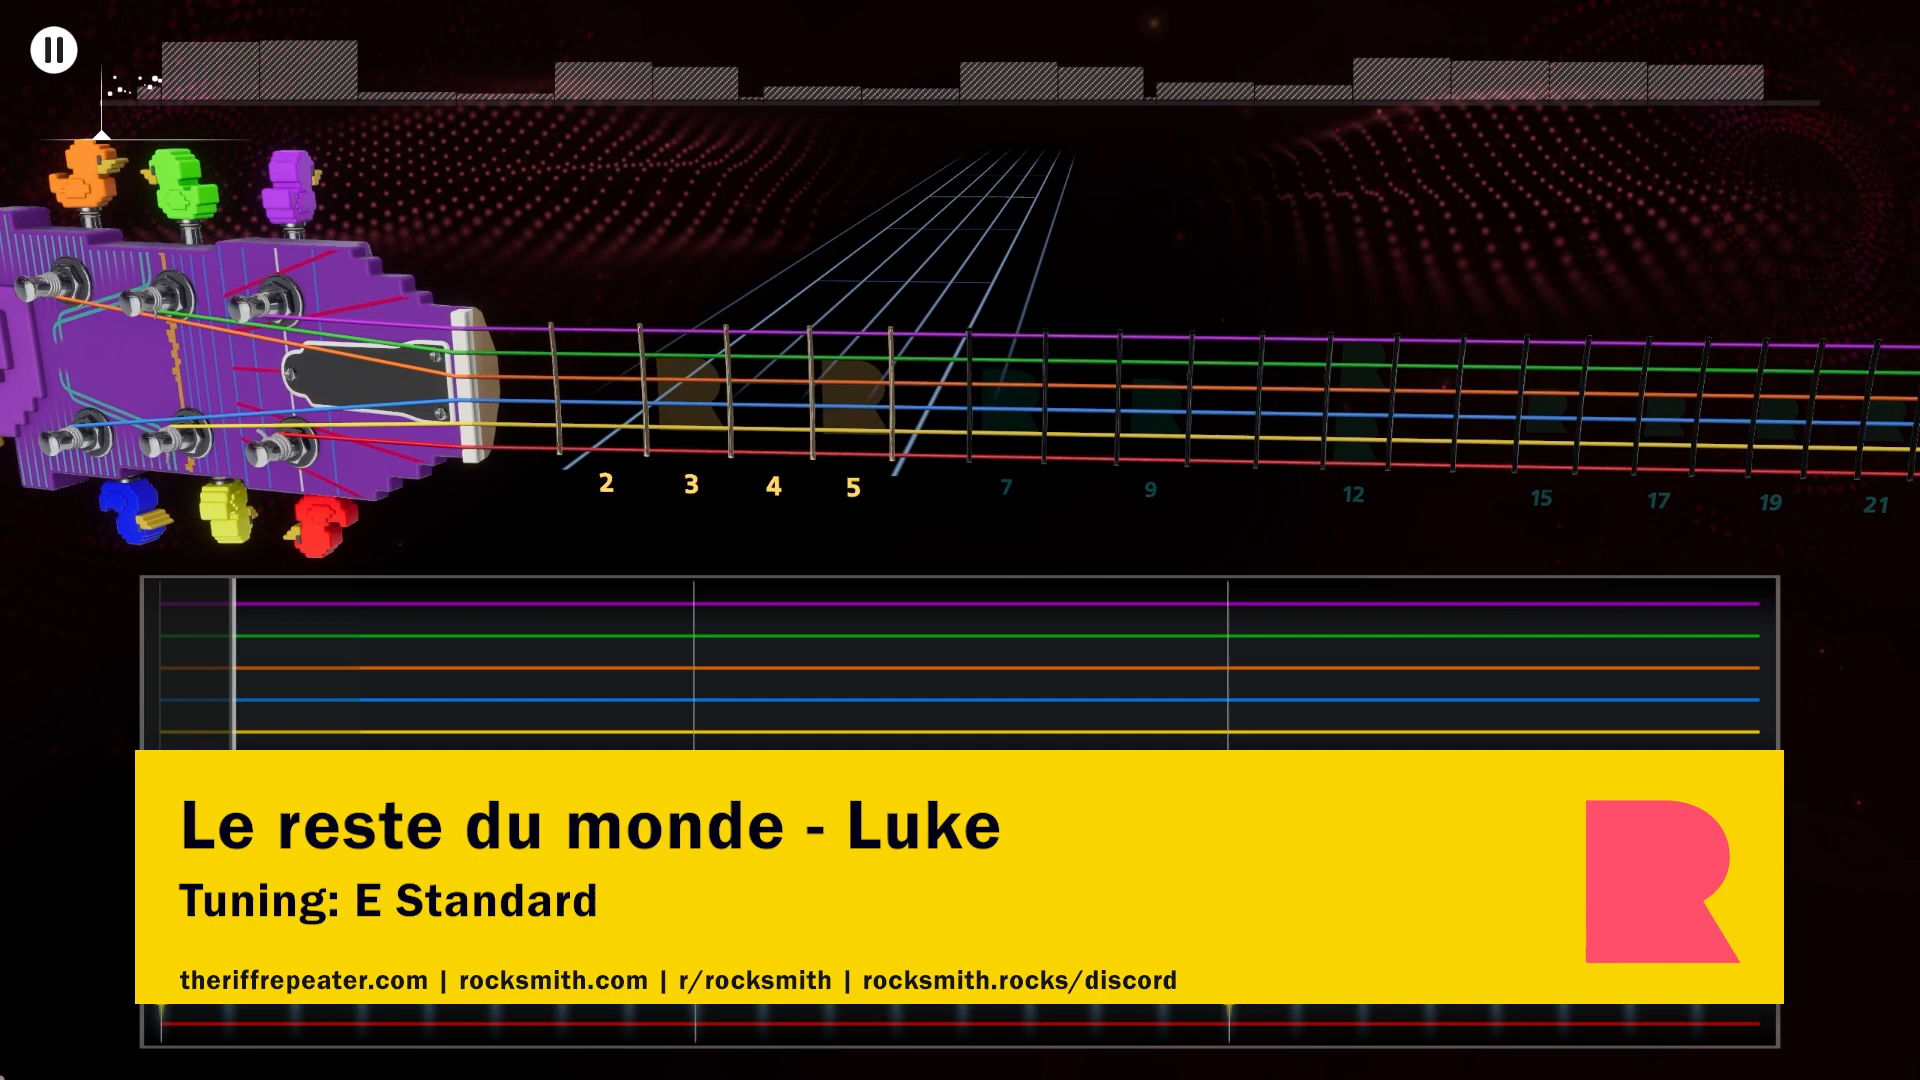 2 3 4 5 7 9 12 15 17 19 21
Le reste du monde - Luke
Tuning: E Standard
theriffrepeater.com | rocksmith.com | r/rocksmith | rocksmith.rocks/discord